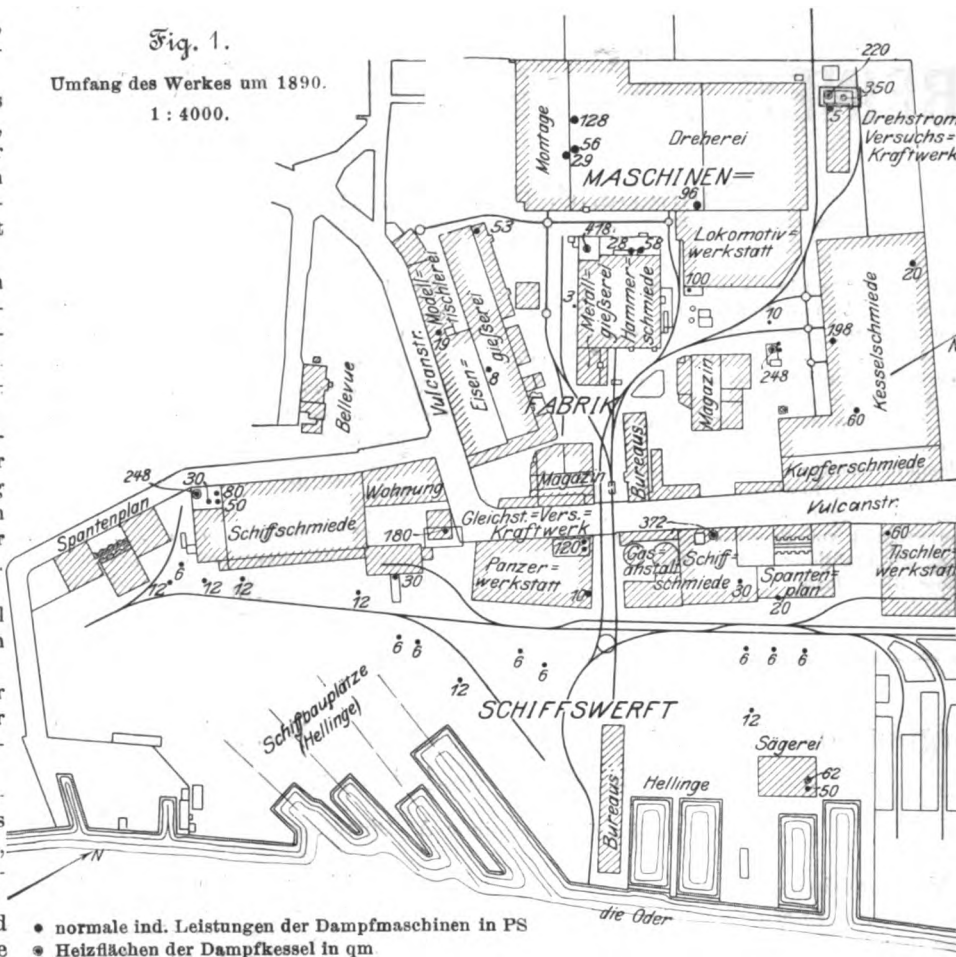 Fig. 1.
Umfang des Werkes um 1890.
1 : 4000.
220
350
5
Drehstrom
Versuchs=
Kraftwerk
Montage
128
56
29
Dreherei
MASCHINEN=
96
Lokomotiv=
werkstatt
53
418
28
58
Modell=
tischlerei
Eisen=
gießerei
19
8
Metall=
gießerei
Hammer=
schmiede
3
100
10
20
198
248
60
Kesselschmiede
N
Vulcanstr.
Bellevue
FABRIK
Magazin
Bureaus
Magazin
Kupferschmiede
248
30
80
50
Spantenplan
Schiffschmiede
Wohnung
180
Gleichst.=Vers.=
Kraftwerk
372
Vulcanstr.
120
Panzer=
werkstatt
10
Gas=
anstalt
Schiff=
schmiede
30
Spanten=
plan
20
60
Tischler=
werkstatt
6
12
12
12
12
30
6
6
6
6
12
6
6
6
12
Schiffbauplätze
(Hellinge)
SCHIFFSWERFT
Sägerei
62
50
Bureaus
Hellinge
die Oder
N
normale ind. Leistungen der Dampfmaschinen in PS
Heizflächen der Dampfkessel in qm